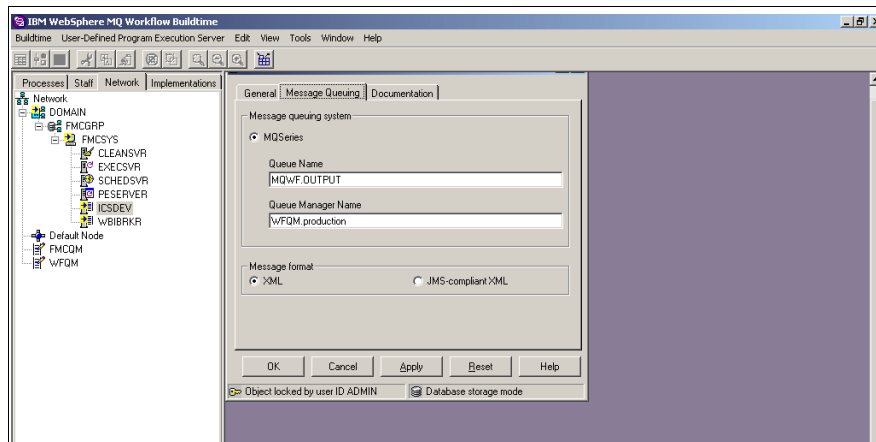 IBM WebSphere MQ Workflow Buildtime
Buildtime User-Defined Program Execution Server Edit View Tools Window Help
Processes Staff Network Implementations
Network
DOMAIN
FMCGRP
FMCSYS
CLEANSVR
EXECSVR
SCHEDSVR
PESERVER
ICSDEV
WBIBRKR
Default Node
FMCQM
WFQM
General Message Queuing Documentation
Message queuing system
MQSeries
Queue Name
MQWF.OUTPUT
Queue Manager Name
WFQM.production
Message format
XML JMS-compliant XML
OK Cancel Apply Reset Help
Object locked by user ID ADMIN Database storage mode